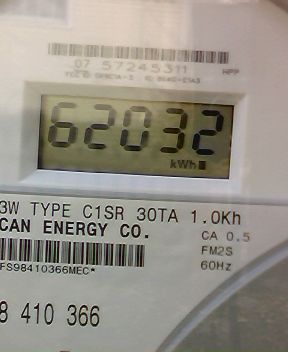 07 57245311
62032
kWh
3W TYPE C1SR 30TA 1.0Kh
CAN ENERGY CO.
CA 0.5
FM2S
60Hz
FS98410366MEC*
8 410 366